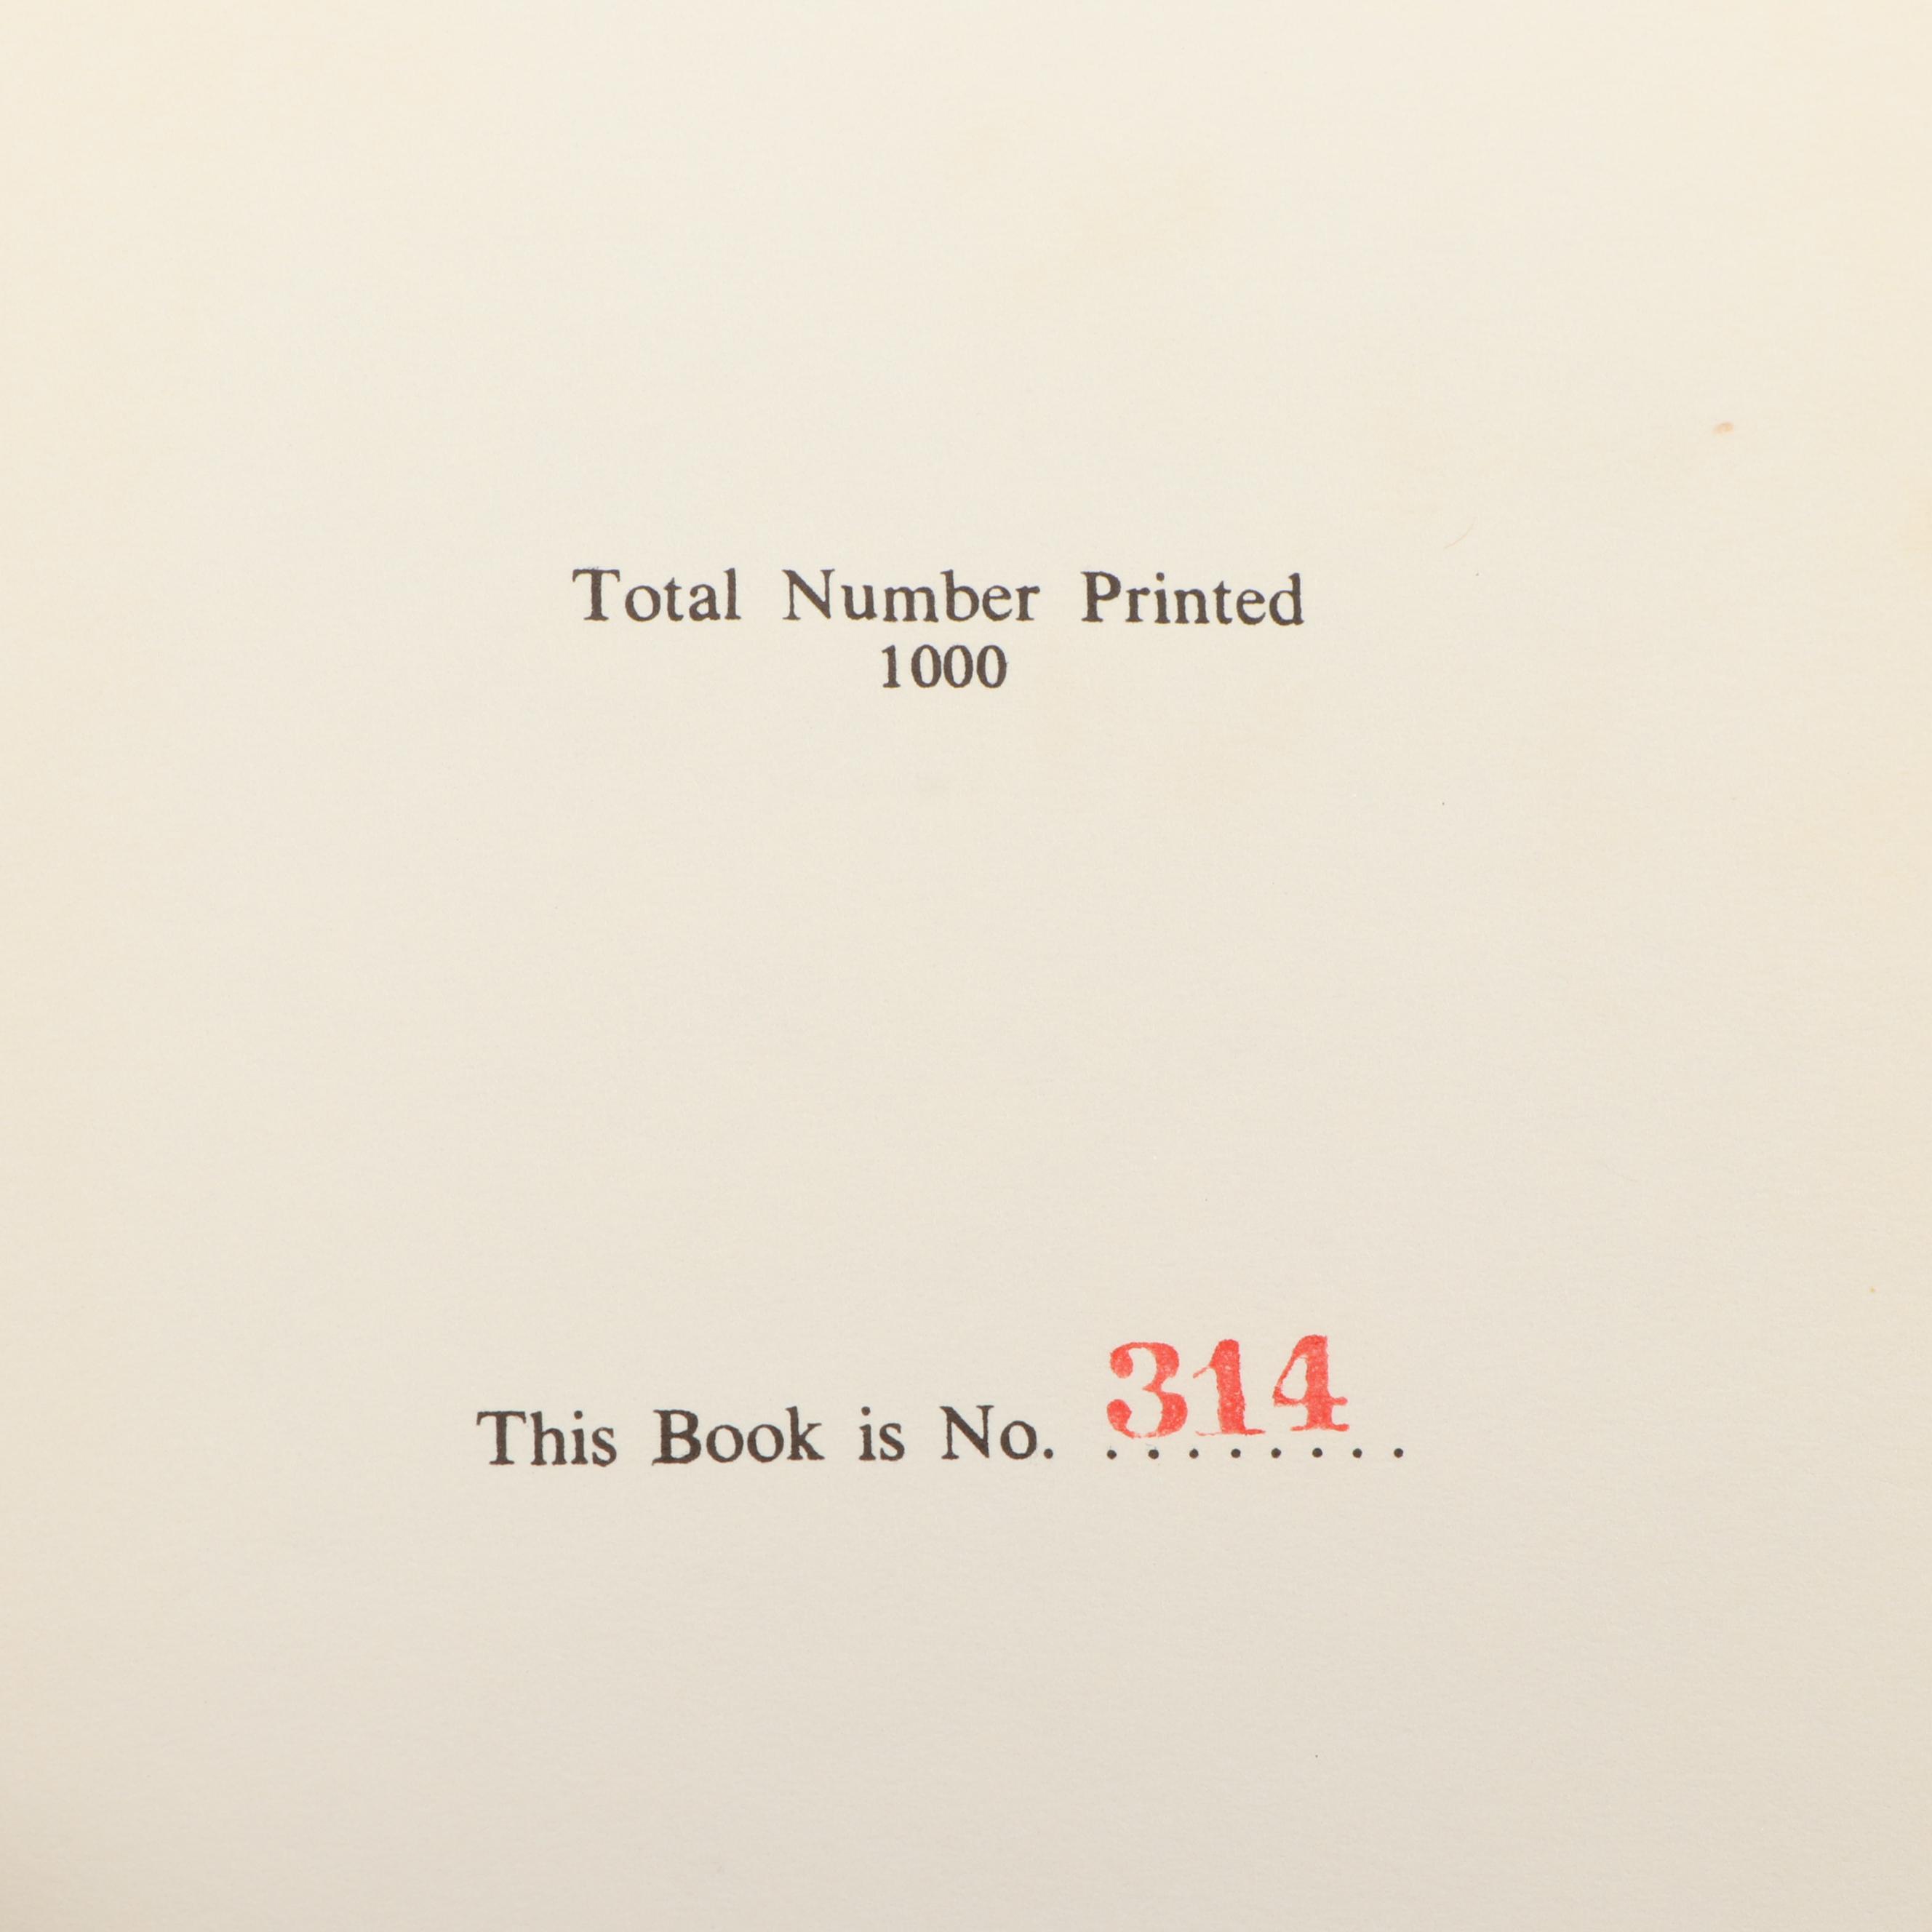 Total Number Printed
1000
This Book is No. 314
........